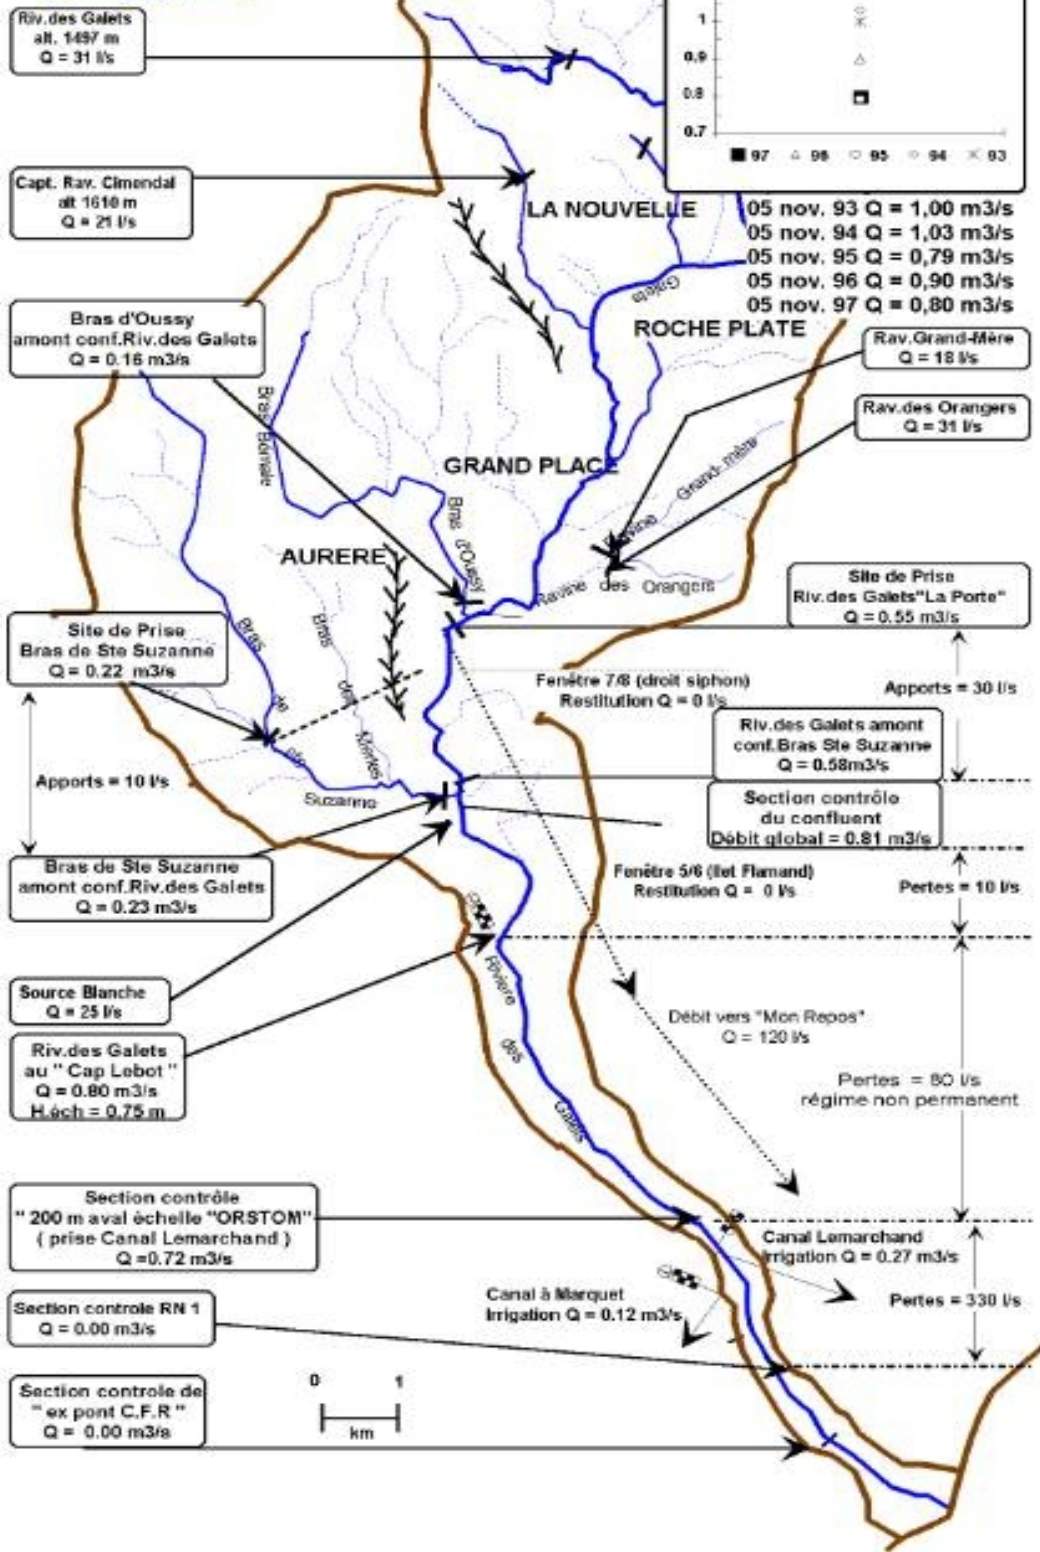 Riv.des Galets
alt. 1497 m
Q = 31 l/s
1
0.9
0.8
0.7
97 96 95 94 93
Capt. Rav. Cimendal
alt 1610 m
Q = 21 l/s
LA NOUVELLE
05 nov. 93 Q = 1,00 m3/s
05 nov. 94 Q = 1,03 m3/s
05 nov. 95 Q = 0,79 m3/s
05 nov. 96 Q = 0,90 m3/s
05 nov. 97 Q = 0,80 m3/s
Galets
ROCHE PLATE
Bras d'Oussy
amont conf.Riv.des Galets
Q = 0.16 m3/s
Rav.Grand-Mère
Q = 18 l/s
Rav.des Orangers
Q = 31 l/s
Bras Bomale
GRAND PLACE
Bras d'Oussy
Ravine Grand-mère
AURERE
Ravine des Orangers
Site de Prise
Riv.des Galets"La Porte"
Q = 0.55 m3/s
Site de Prise
Bras de Ste Suzanne
Q = 0.22 m3/s
Bras de Ste Suzanne
Bras des Merles
Fenêtre 7/8 (droit siphon)
Restitution Q = 0 l/s
Apports = 30 l/s
Riv.des Galets amont
conf.Bras Ste Suzanne
Q = 0.58m3/s
Apports = 10 l/s
Section contrôle
du confluent
Débit global = 0.81 m3/s
Bras de Ste Suzanne
amont conf.Riv.des Galets
Q = 0.23 m3/s
Fenêtre 5/6 (Ilet Flamand)
Restitution Q = 0 l/s
Pertes = 10 l/s
Source Blanche
Q = 25 l/s
Riviere des Galets
Débit vers "Mon Repos"
Q = 120 l/s
Riv.des Galets
au " Cap Lebot "
Q = 0.80 m3/s
H.éch = 0.75 m
Pertes = 80 l/s
régime non permanent
Section contrôle
" 200 m aval échelle "ORSTOM"
( prise Canal Lemarchand )
Q =0.72 m3/s
Canal Lemarchand
Irrigation Q = 0.27 m3/s
Canal à Marquet
Irrigation Q = 0.12 m3/s
Pertes = 330 l/s
Section controle RN 1
Q = 0.00 m3/s
Section controle de
" ex pont C.F.R "
Q = 0.00 m3/s
0 1
km